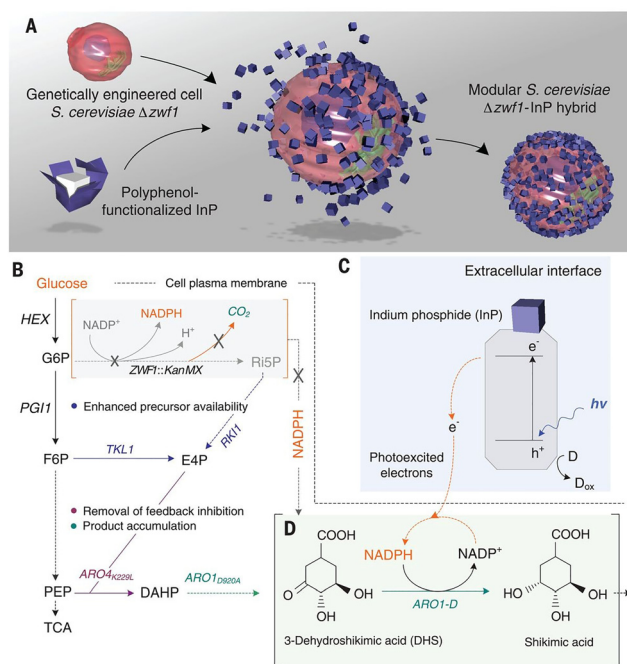 A
Genetically engineered cell
S. cerevisiae Δzwf1
Polyphenol-
functionalized InP
Modular S. cerevisiae
Δzwf1-InP hybrid
B
Glucose
Cell plasma membrane
HEX
NADP⁺
NADPH
H⁺
CO₂
G6P
ZWF1::KanMX
Ri5P
PGI1
Enhanced precursor availability
RKI1
NADPH
F6P
TKL1
E4P
Removal of feedback inhibition
Product accumulation
PEP
ARO4K229L
DAHP
ARO1D920A
TCA
C
Extracellular interface
Indium phosphide (InP)
e⁻
hv
h⁺
D
Dox
e⁻
Photoexcited
electrons
D
COOH
O
OH
OH
3-Dehydroshikimic acid (DHS)
NADPH
NADP⁺
ARO1-D
COOH
HO
OH
OH
Shikimic acid